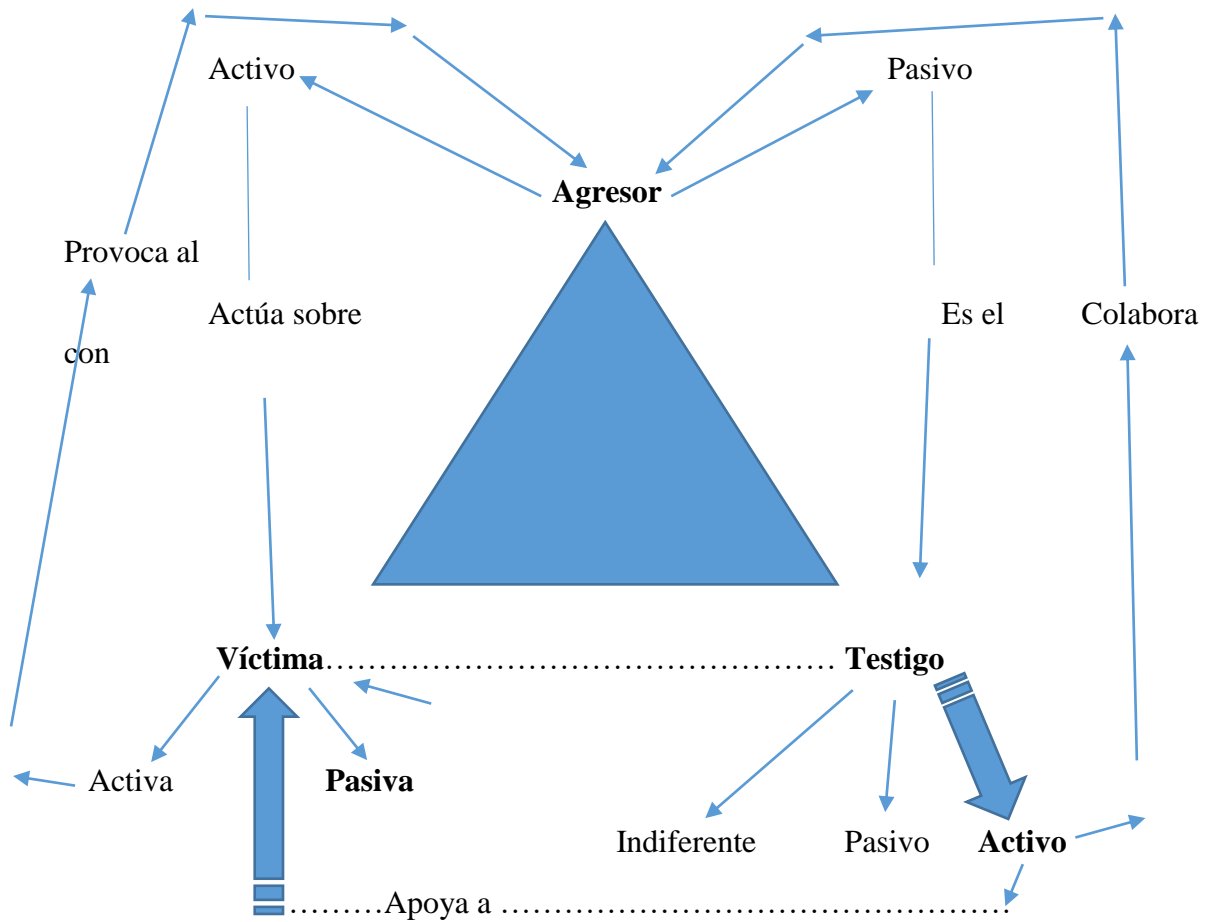 Activo Pasivo
Agresor
Provoca al
Actúa sobre Es el Colabora
con
Víctima…………………………………………. Testigo
Activa Pasiva
Indiferente Pasivo Activo
………Apoya a …………………………………………